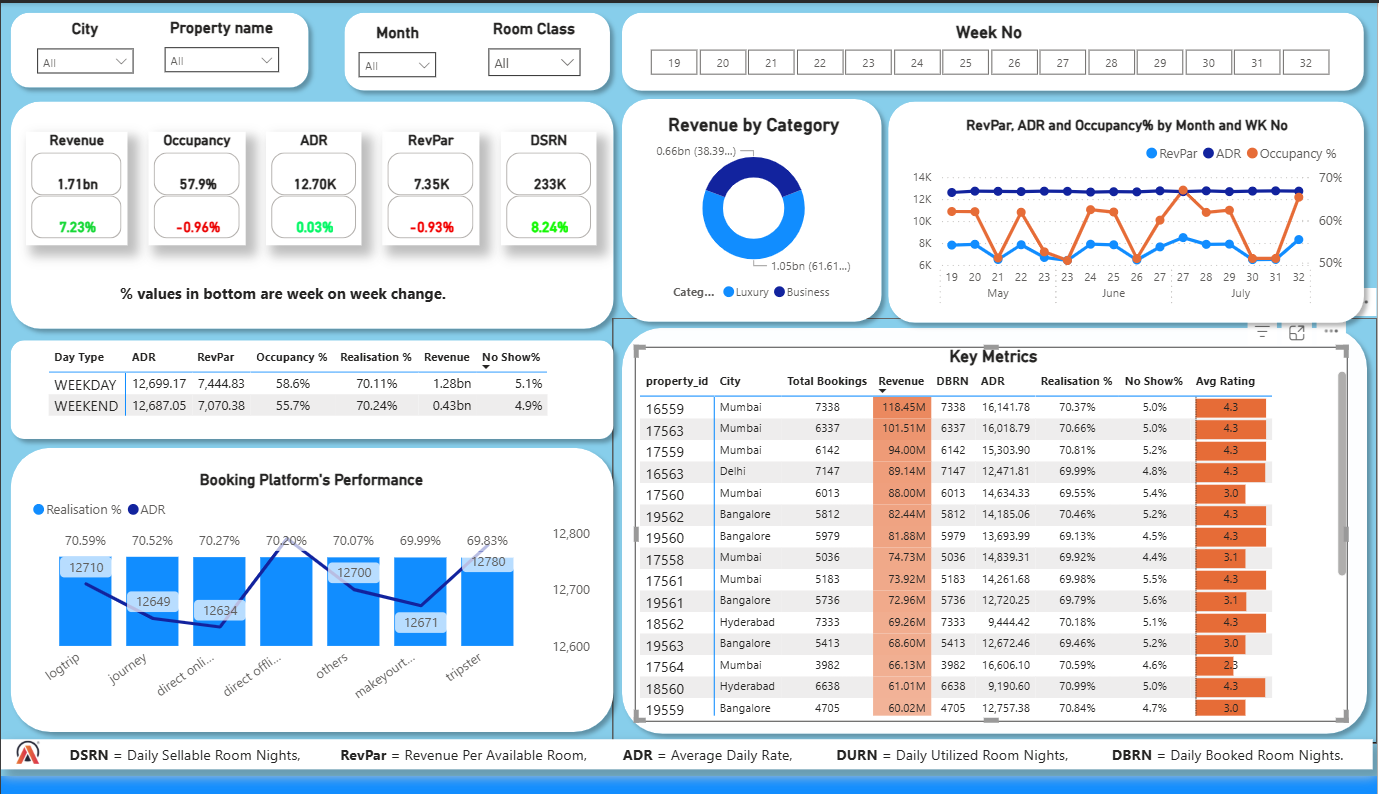 City
Property name
Month
Room Class
All
All
All
All
Week No
19 20 21 22 23 24 25 26 27 28 29 30 31 32
Revenue Occupancy ADR RevPar DSRN
1.71bn 57.9% 12.70K 7.35K 233K
7.23% -0.96% 0.03% -0.93% 8.24%
% values in bottom are week on week change.
Revenue by Category
0.66bn (38.39...)
1.05bn (61.61...)
Categ... Luxury Business
RevPar, ADR and Occupancy% by Month and WK No
RevPar ADR Occupancy %
14K
12K
10K
8K
6K
70%
60%
50%
19 20 21 22 23 23 24 25 26 27 27 28 29 30 31 32
May June July
Day Type ADR RevPar Occupancy % Realisation % Revenue No Show%
WEEKDAY 12,699.17 7,444.83 58.6% 70.11% 1.28bn 5.1%
WEEKEND 12,687.05 7,070.38 55.7% 70.24% 0.43bn 4.9%
Booking Platform's Performance
Realisation % ADR
70.59% 70.52% 70.27% 70.20% 70.07% 69.99% 69.83%
12710 12649 12634 12700 12671 12780
12,800
12,700
12,600
logtrip journey direct onli... direct offli... others makeyourt... tripster
Key Metrics
property_id City Total Bookings Revenue DBRN ADR Realisation % No Show% Avg Rating
16559 Mumbai 7338 118.45M 7338 16,141.78 70.37% 5.0% 4.3
17563 Mumbai 6337 101.51M 6337 16,018.79 70.66% 5.0% 4.3
17559 Mumbai 6142 94.00M 6142 15,303.90 70.81% 5.2% 4.3
16563 Delhi 7147 89.14M 7147 12,471.81 69.99% 4.8% 4.3
17560 Mumbai 6013 88.00M 6013 14,634.33 69.55% 5.4% 3.0
19562 Bangalore 5812 82.44M 5812 14,185.06 70.46% 5.2% 4.3
19560 Bangalore 5979 81.88M 5979 13,693.99 69.13% 4.5% 4.3
17558 Mumbai 5036 74.73M 5036 14,839.31 69.92% 4.4% 3.1
17561 Mumbai 5183 73.92M 5183 14,261.68 69.98% 5.5% 4.3
19561 Bangalore 5736 72.96M 5736 12,720.25 69.79% 5.6% 3.1
18562 Hyderabad 7333 69.26M 7333 9,444.42 70.18% 5.1% 4.3
19563 Bangalore 5413 68.60M 5413 12,672.46 69.46% 5.2% 3.0
17564 Mumbai 3982 66.13M 3982 16,606.10 70.59% 4.6% 2.3
18560 Hyderabad 6638 61.01M 6638 9,190.60 70.99% 5.0% 4.3
19559 Bangalore 4705 60.02M 4705 12,757.38 70.84% 4.7% 3.0
DSRN = Daily Sellable Room Nights, RevPar = Revenue Per Available Room, ADR = Average Daily Rate, DURN = Daily Utilized Room Nights, DBRN = Daily Booked Room Nights.